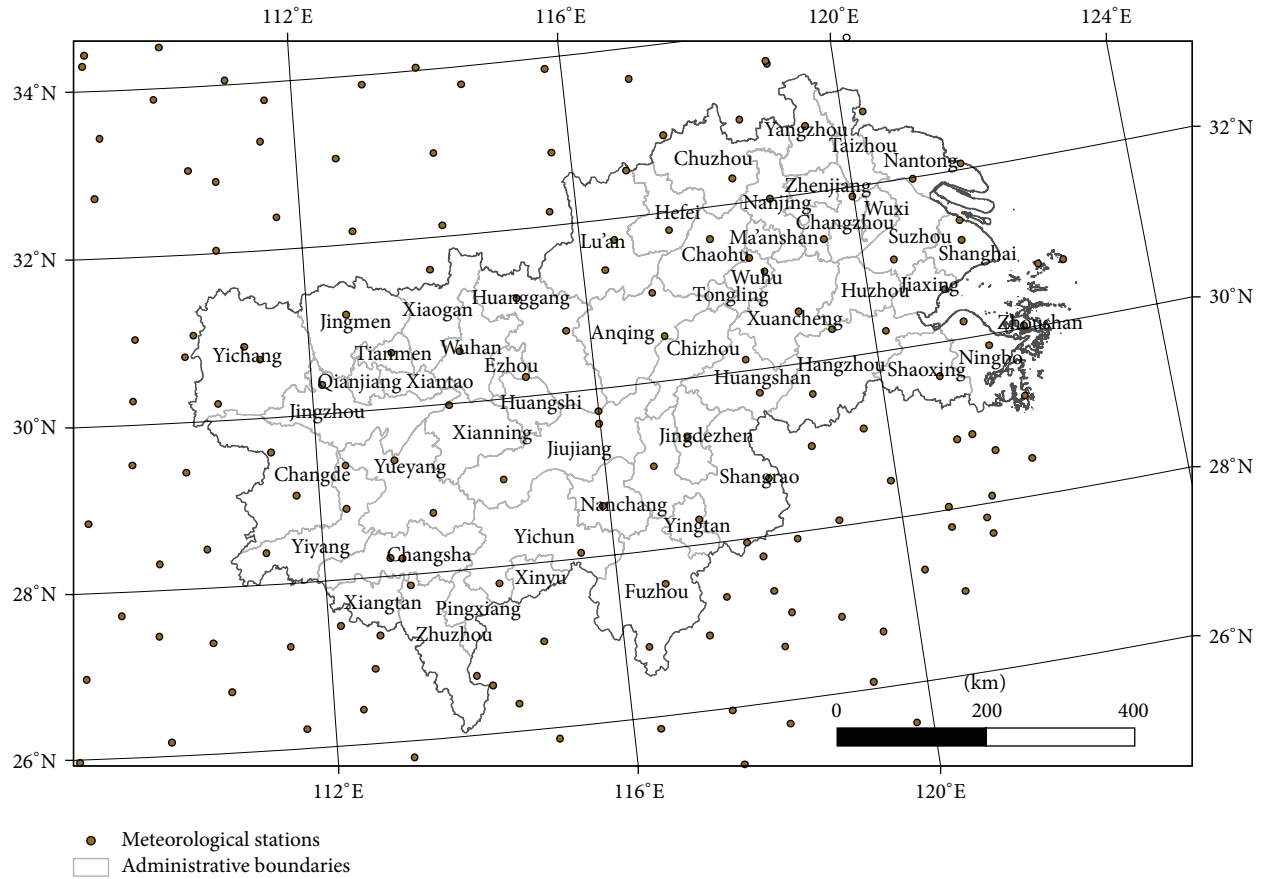 112°E 116°E 120°E 124°E
34°N
32°N
Yangzhou
Taizhou
Chuzhou
Nantong
Zhenjiang
Nanjing
Wuxi
Hefei
Changzhou
Lu'an
Ma'anshan
Suzhou
Chaohu
Shanghai
32°N
Wuhu
Jiaxing
Huzhou
Tongling
Huanggang
30°N
Xiaogan
Jingmen
Xuancheng
Zhoushan
Anqing
Wuhan
Chizhou
Tianmen
Yichang
Ningbo
Ezhou
Hangzhou
Shaoxing
Huangshan
Qianjiang Xiantao
Huangshi
Jingzhou
30°N
Xianning
Jingdezhen
Jiujiang
Yueyang
28°N
Changde
Shangrao
Nanchang
Yingtan
Yichun
Yiyang
Changsha
Xinyu
Fuzhou
28°N
Xiangtan
Pingxiang
Zhuzhou
26°N
(km)
0 200 400
26°N
112°E 116°E 120°E
Meteorological stations
Administrative boundaries